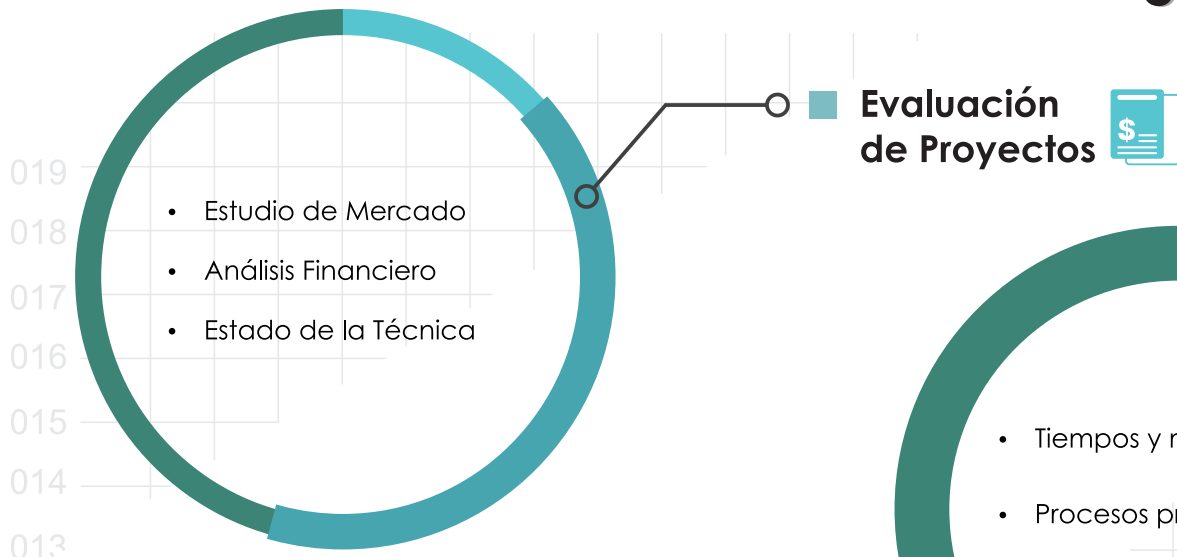 Evaluación
de Proyectos
$
019
018
017
016
015
014
013
• Estudio de Mercado
• Análisis Financiero
• Estado de la Técnica
• Tiempos y
• Procesos